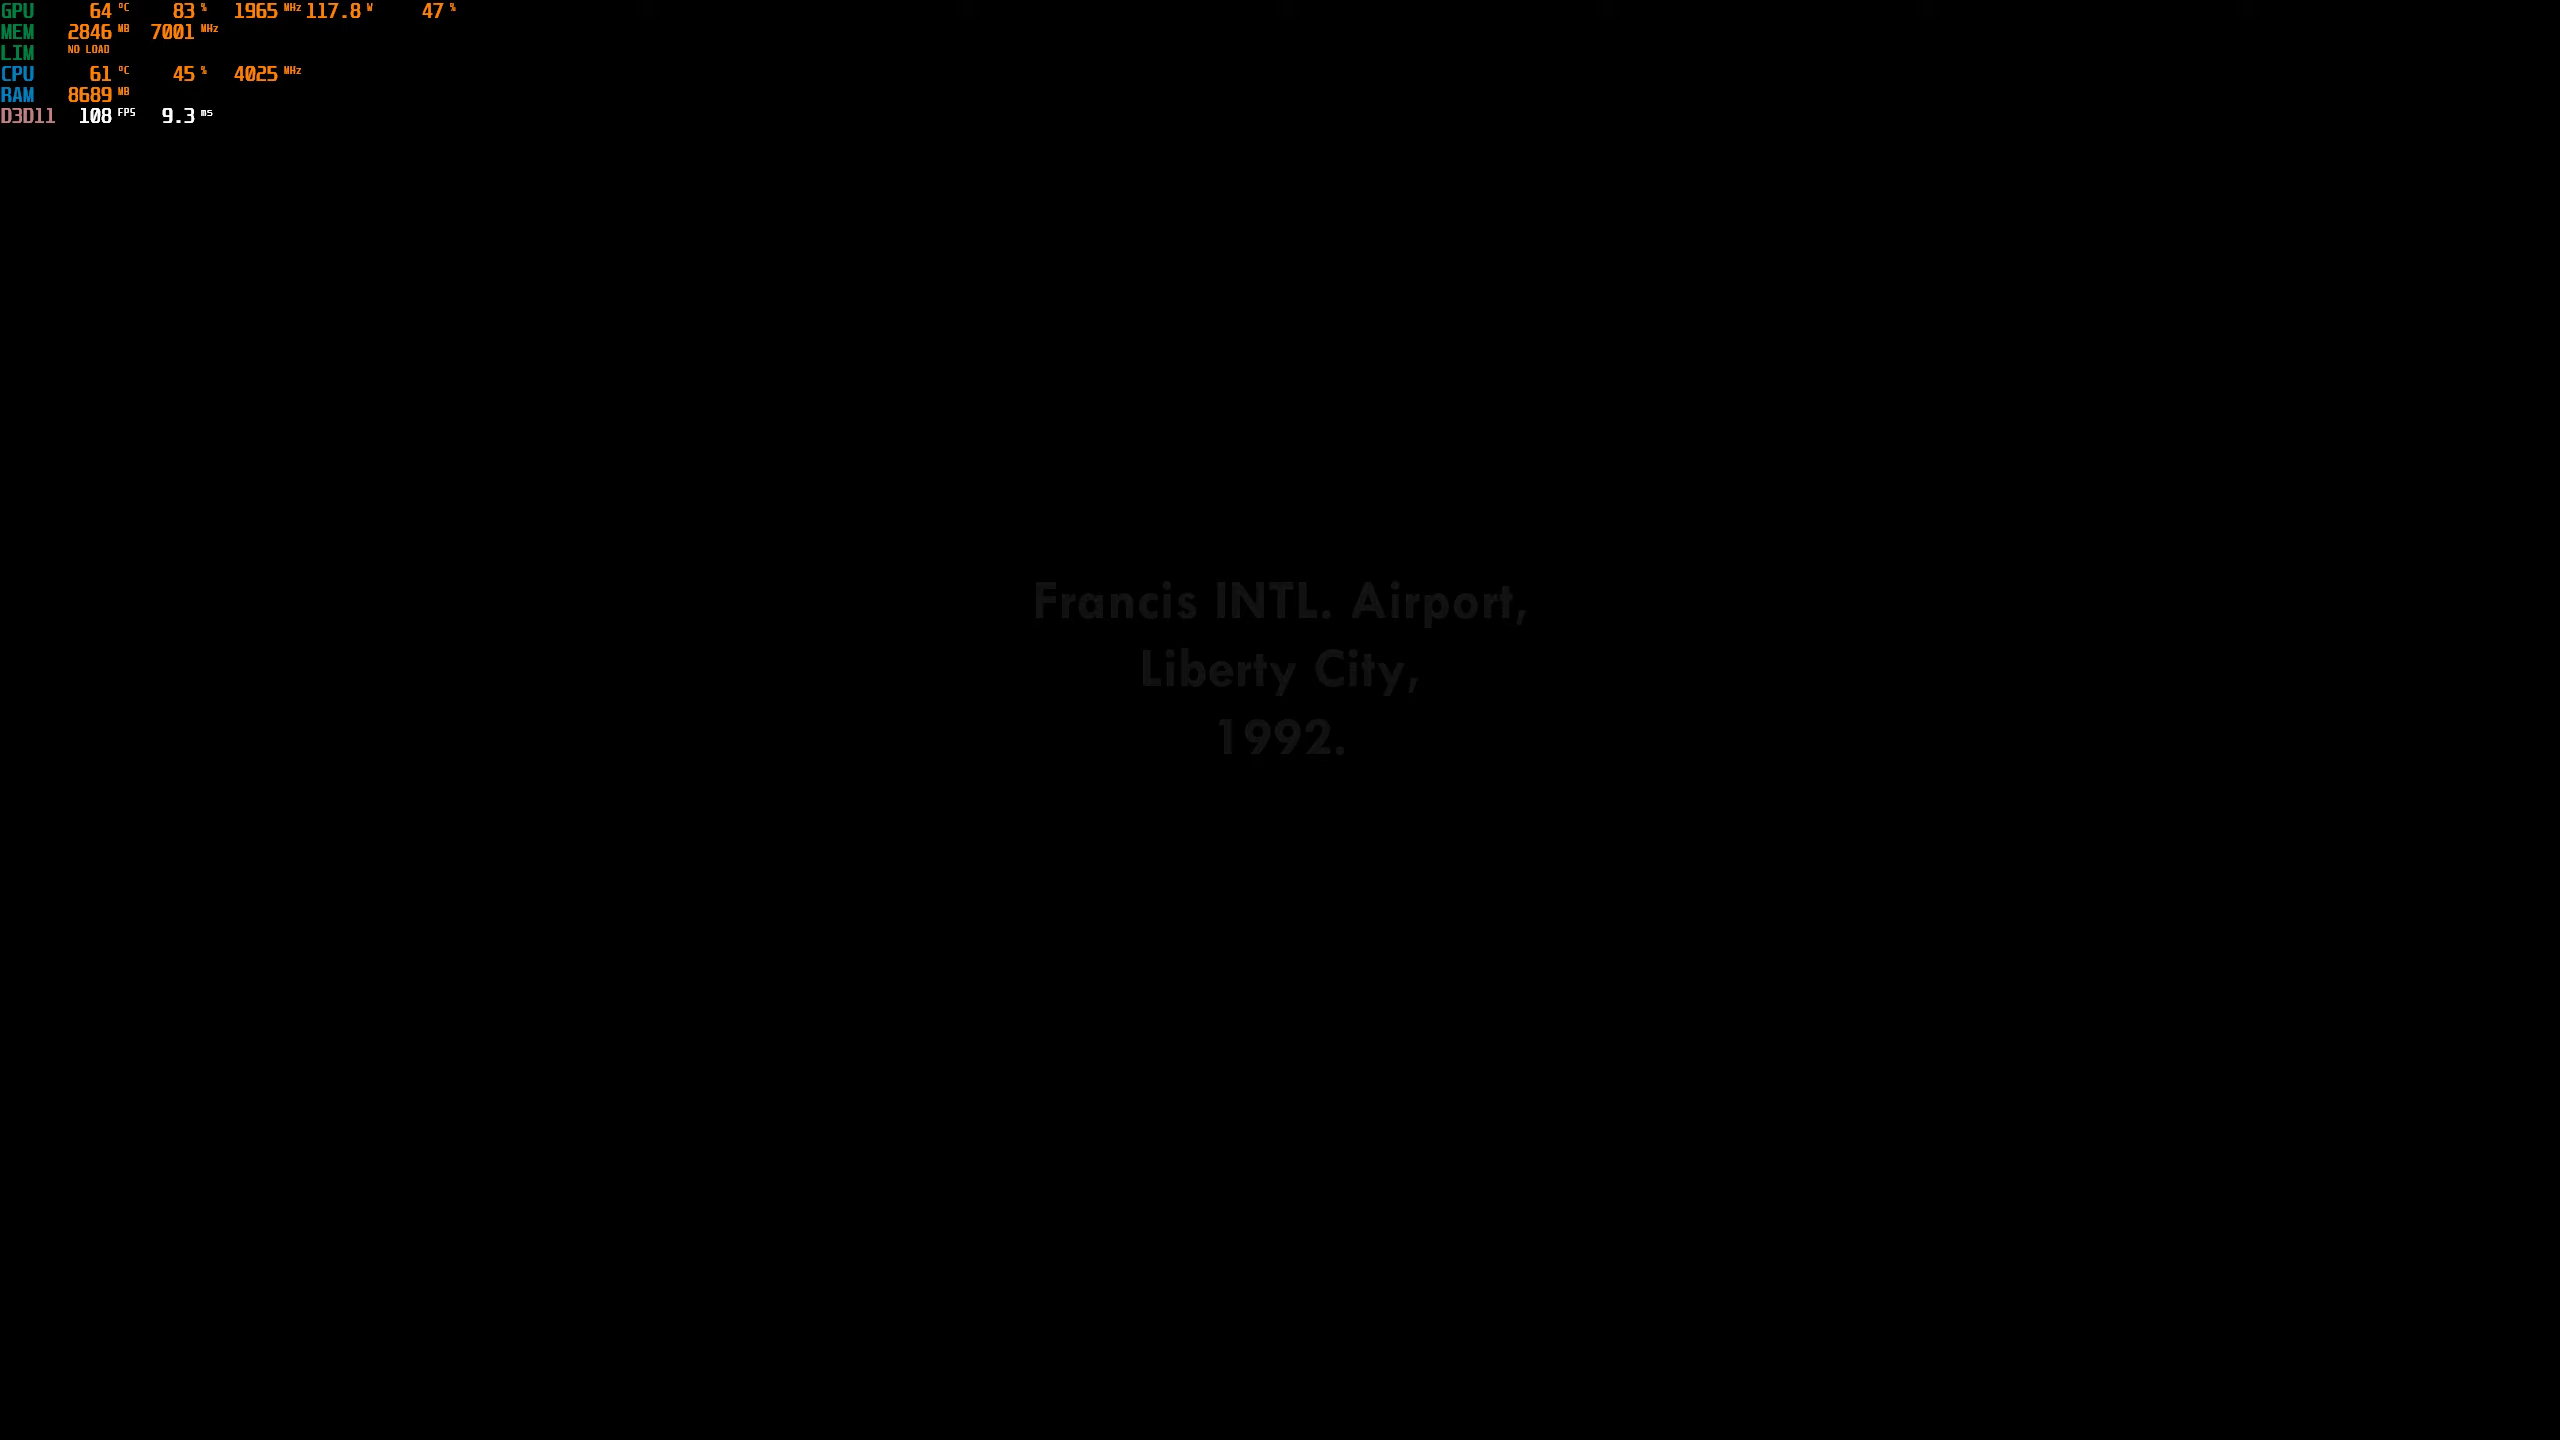 GPU 64 °C 83 % 1965 MHz 117.8 W 47 %
MEM 2846 MB 7001 MHz
LIM NO LOAD
CPU 61 °C 45 % 4025 MHz
RAM 8689 MB
D3D11 108 FPS 9.3 ms
Francis INTL. Airport,
Liberty City,
1992.